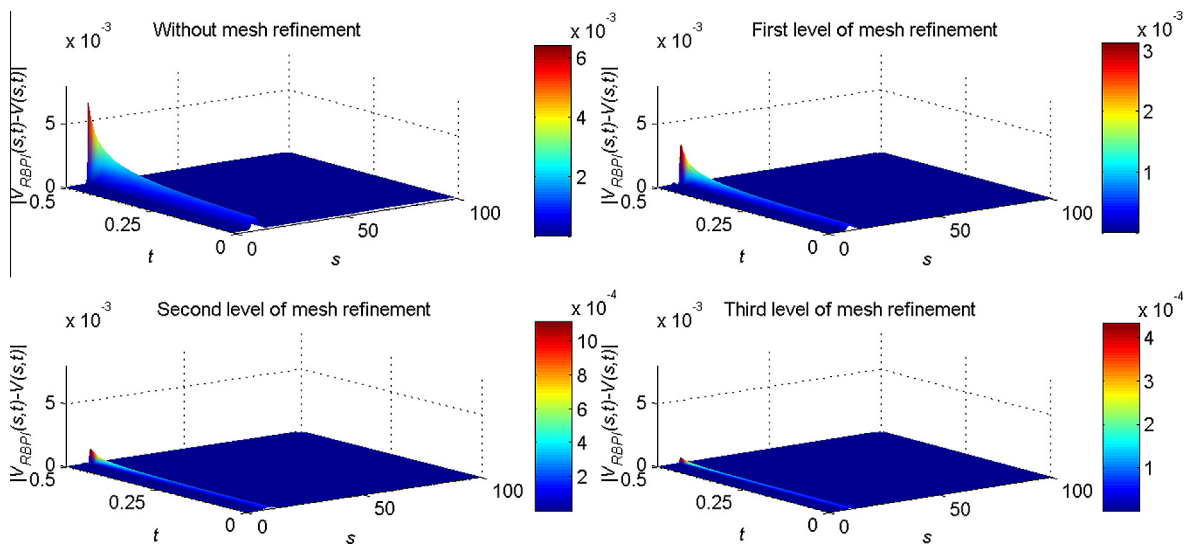 Without mesh refinement
x 10^-3
|V_RBPI(s,t)-V(s,t)|
5
0
0.5
0.25
0
t
0
50
100
s
x 10^-3
6
4
2
First level of mesh refinement
x 10^-3
|V_RBPI(s,t)-V(s,t)|
5
0
0.5
0.25
0
t
0
50
100
s
x 10^-3
3
2
1
Second level of mesh refinement
x 10^-3
|V_RBPI(s,t)-V(s,t)|
5
0
0.5
0.25
0
t
0
50
100
s
x 10^-4
10
8
6
4
2
Third level of mesh refinement
x 10^-3
|V_RBPI(s,t)-V(s,t)|
5
0
0.5
0.25
0
t
0
50
100
s
x 10^-4
4
3
2
1